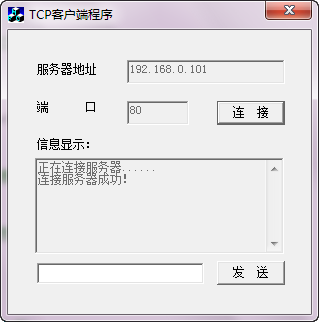 TCP客户端程序
服务器地址 192.168.0.101
端 口 80 连 接
信息显示:
正在连接服务器......
连接服务器成功!
发 送